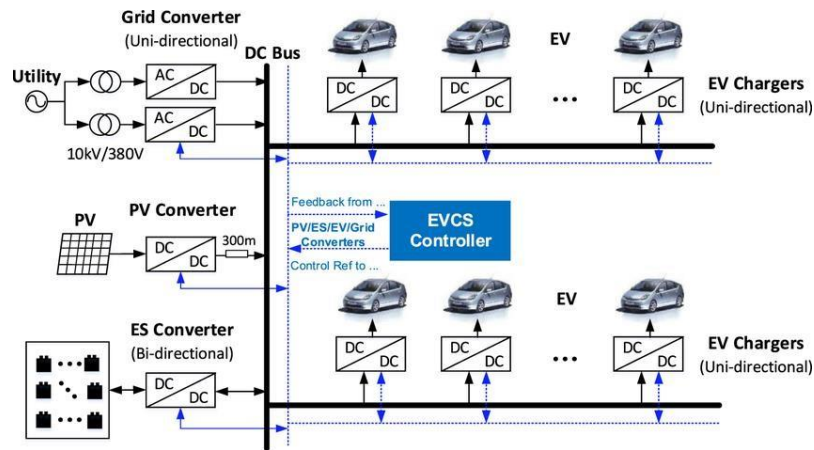 Grid Converter
(Uni-directional)
DC Bus
EV
Utility
AC
DC
DC
DC
DC
DC
...
DC
DC
EV Chargers
(Uni-directional)
AC
DC
10kV/380V
Feedback from ...
PV/ES/EV/Grid
Converters
Control Ref to ...
EVCS
Controller
PV
PV Converter
DC
DC
300m
EV
ES Converter
(Bi-directional)
DC
DC
DC
DC
DC
DC
...
DC
DC
EV Chargers
(Uni-directional)